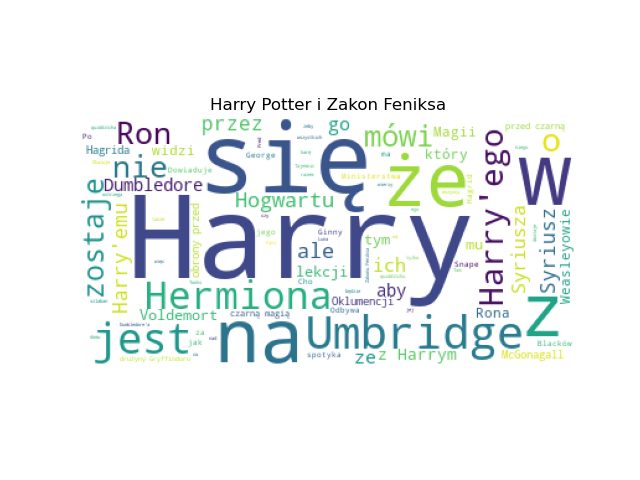 Harry Potter i Zakon Feniksa
Po
Ron
przez
go
mówi
Magii
przed czarną
Hagrida
widzi
George
który
o
nie
Dowiaduje
się
że
Harry'ego
w
Dumbledore
Hogwartu
Ministerstwa
ma
Hagrid
zostaje
Harry'emu
obrony przed
Harry
jego
Ginny
ale
tym
mu
Snape
Syriusza
Syriusz
Weasleyowie
lekcji
ich
Cho
Hermiona
aby
Oklumencji
z
Voldemort
czarną magią
Odbywa
Rona
jest
za
jak
na
Umbridge
spotyka
ze
z Harrym
McGonagall
Blacków
drużyny Gryffindoru
Dumbledore'a